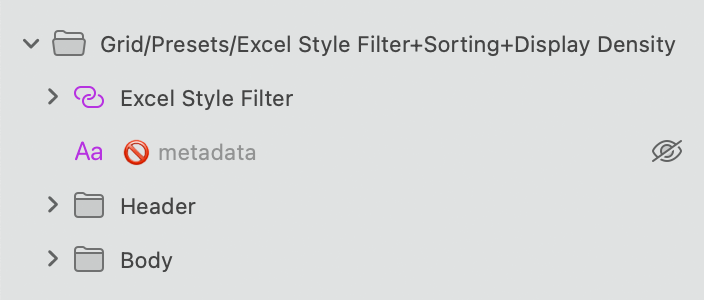 Grid/Presets/Excel Style Filter+Sorting+Display Density
Excel Style Filter
Aa 🚫 metadata
Header
Body